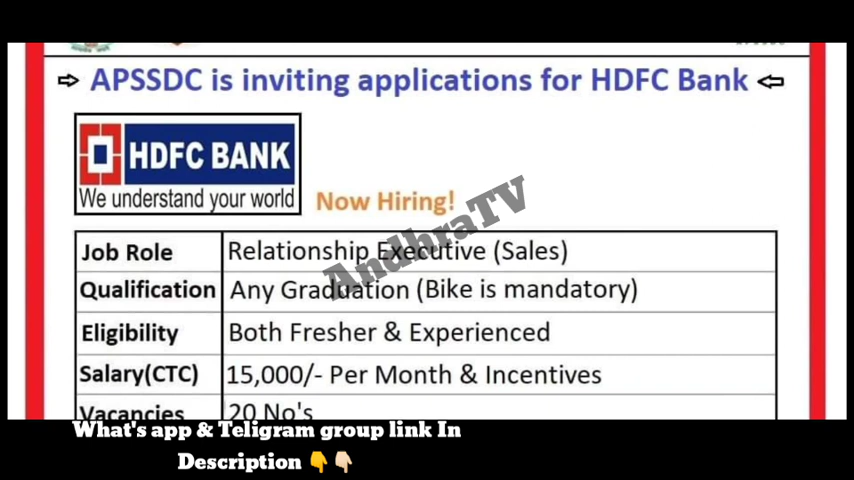 ⇨ APSSDC is inviting applications for HDFC Bank ⇦
HDFC BANK
We understand your world
Now Hiring!
AndhraTV
Job Role Relationship Executive (Sales)
Qualification Any Graduation (Bike is mandatory)
Eligibility Both Fresher & Experienced
Salary(CTC) 15,000/- Per Month & Incentives
Vacancies 20 No's
What's app & Teligram group link In
Description 👇👇🏻